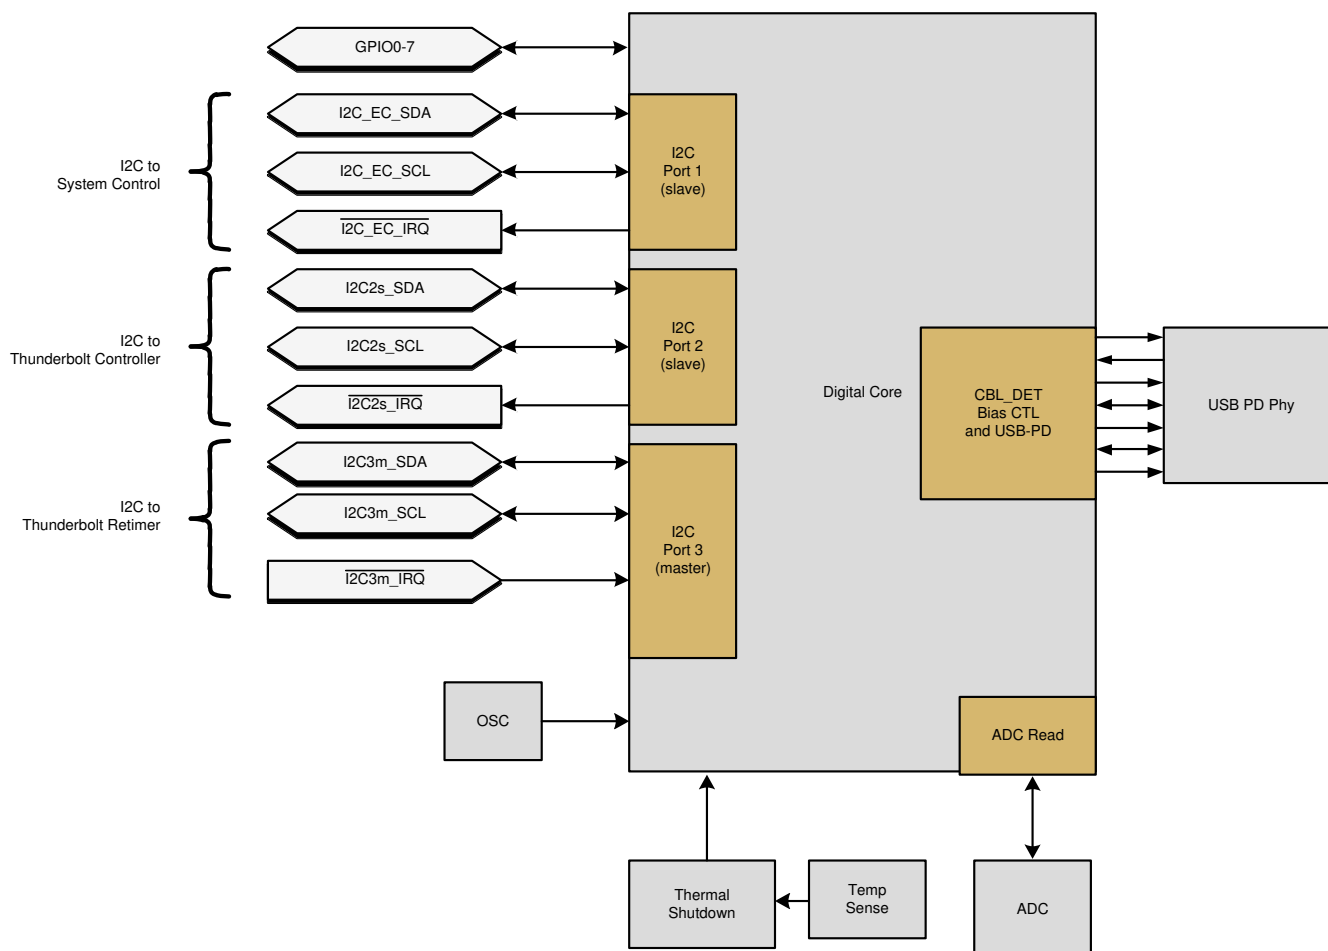 GPIO0-7
I2C to
System Control
I2C_EC_SDA
I2C_EC_SCL
I2C_EC_IRQ
I2C
Port 1
(slave)
I2C to
Thunderbolt Controller
I2C2s_SDA
I2C2s_SCL
I2C2s_IRQ
I2C
Port 2
(slave)
I2C to
Thunderbolt Retimer
I2C3m_SDA
I2C3m_SCL
I2C3m_IRQ
I2C
Port 3
(master)
Digital Core
CBL_DET
Bias CTL
and USB-PD
USB PD Phy
OSC
ADC Read
Thermal
Shutdown
Temp
Sense
ADC